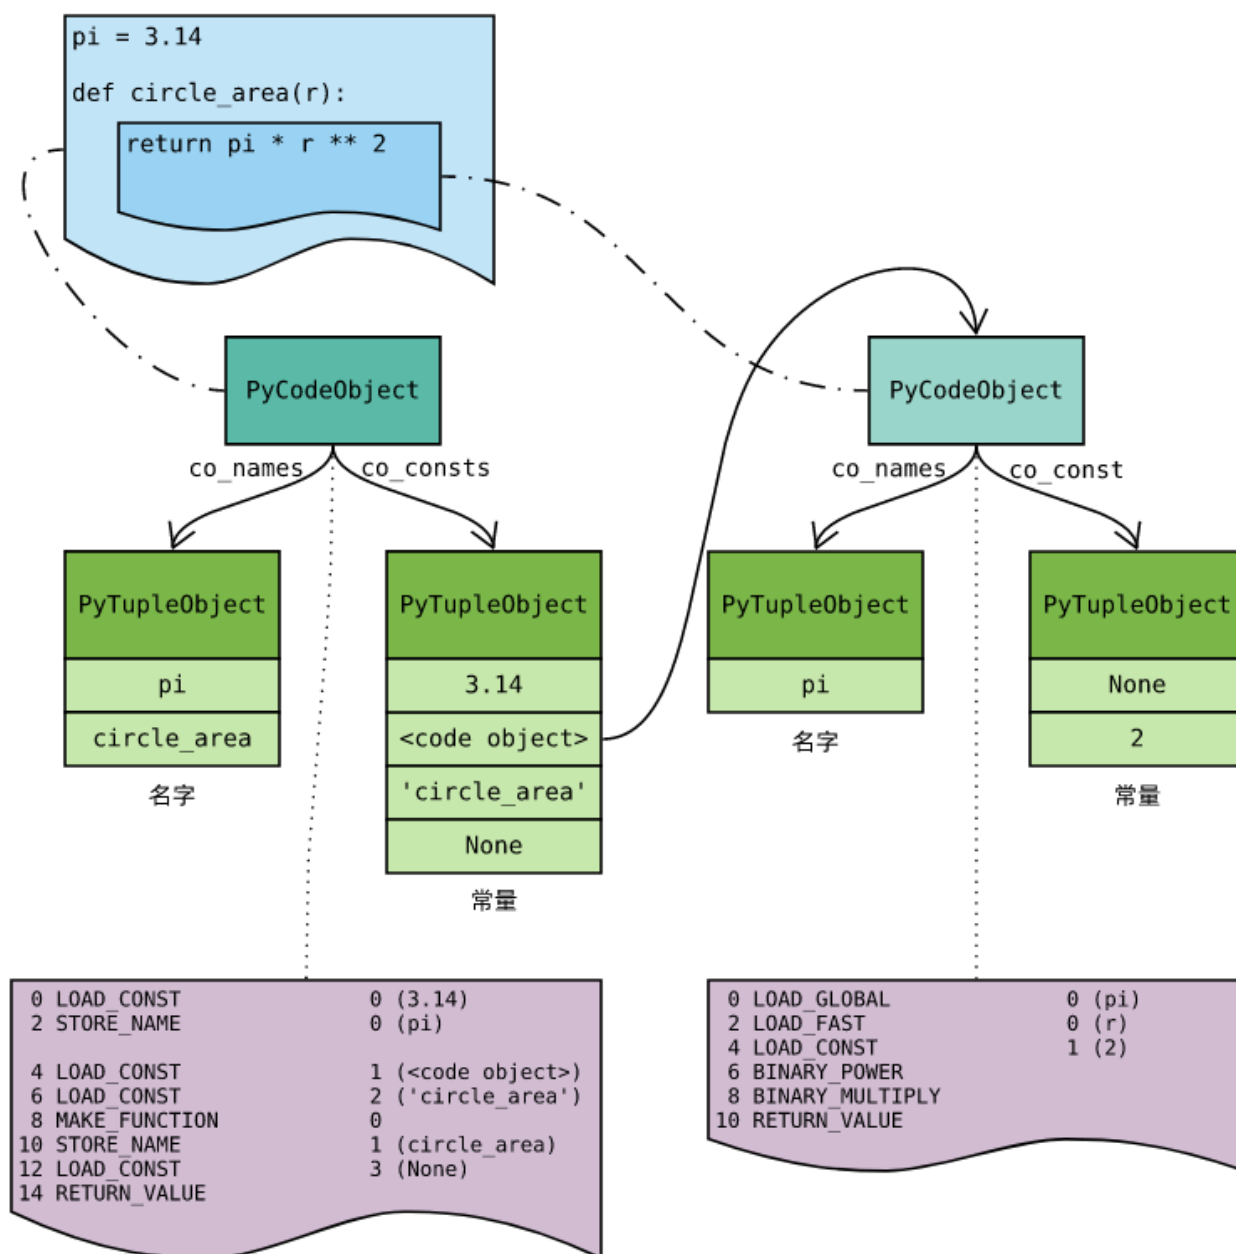 pi = 3.14
def circle_area(r):
return pi * r ** 2
PyCodeObject
co_names
co_consts
PyTupleObject
pi
circle_area
名字
PyTupleObject
3.14
<code object>
'circle_area'
None
常量
PyCodeObject
co_names
co_const
PyTupleObject
pi
名字
PyTupleObject
None
2
常量
0 LOAD_CONST 0 (3.14)
2 STORE_NAME 0 (pi)
4 LOAD_CONST 1 (<code object>)
6 LOAD_CONST 2 ('circle_area')
8 MAKE_FUNCTION 0
10 STORE_NAME 1 (circle_area)
12 LOAD_CONST 3 (None)
14 RETURN_VALUE
0 LOAD_GLOBAL 0 (pi)
2 LOAD_FAST 0 (r)
4 LOAD_CONST 1 (2)
6 BINARY_POWER
8 BINARY_MULTIPLY
10 RETURN_VALUE